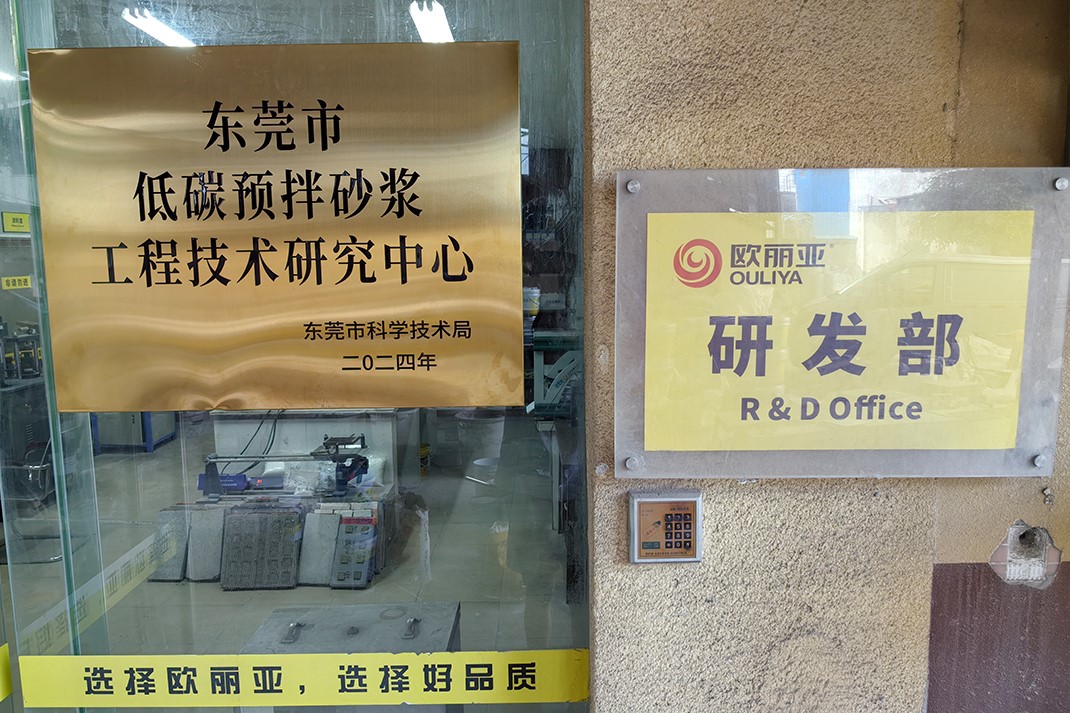 东莞市
低碳预拌砂浆
工程技术研究中心
东莞市科学技术局
二〇二四年
欧丽亚®
OULIYA
研发部
R & D Office
选择欧丽亚，选择好品质